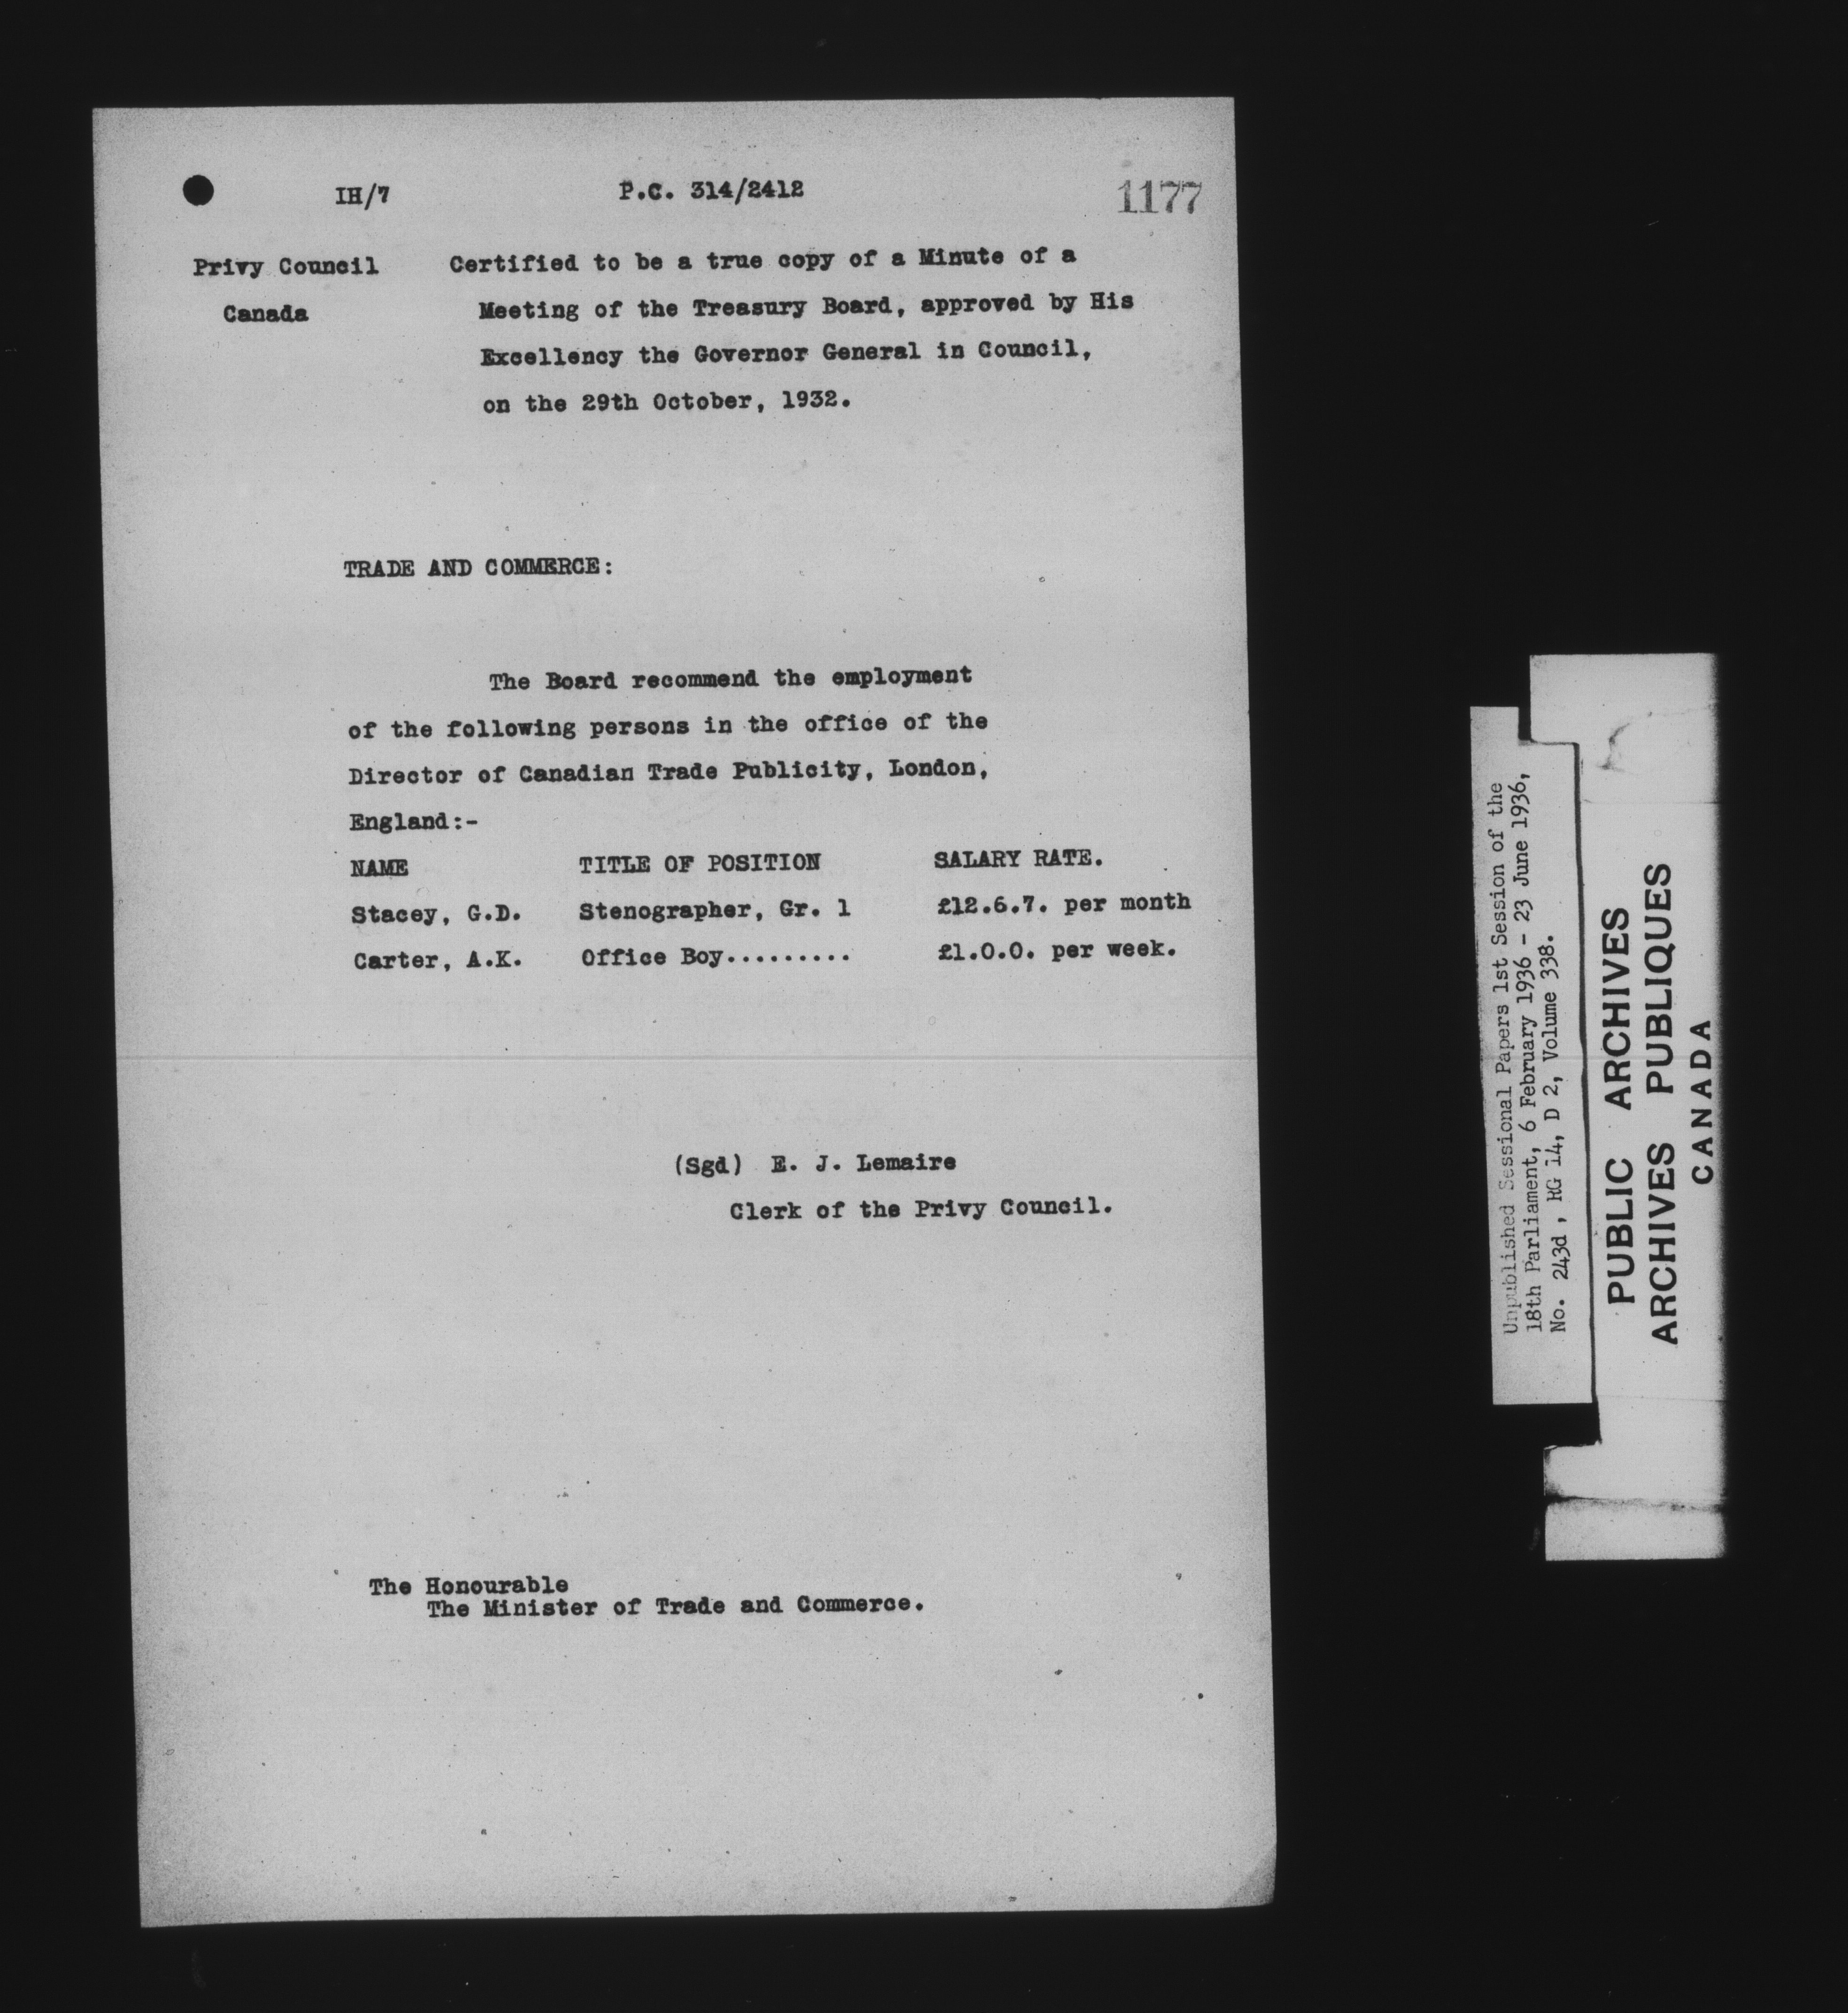 IH/7 P.C. 314/2412 1177
Privy Council Certified to be a true copy of a Minute of a
Canada Meeting of the Treasury Board, approved by His
Excellency the Governor General in Council,
on the 29th October, 1932.
TRADE AND COMMERCE:
The Board recommend the employment
of the following persons in the office of the
Director of Canadian Trade Publicity, London,
England:-
NAME TITLE OF POSITION SALARY RATE.
Stacey, G.D. Stenographer, Gr. 1 £12.6.7. per month
Carter, A.K. Office Boy......... £1.0.0. per week.
(Sgd) E. J. Lemaire
Clerk of the Privy Council.
The Honourable
The Minister of Trade and Commerce.
Unpublished Sessional Papers 1st Session of the
18th Parliament, 6 February 1936 - 23 June 1936,
No. 243d , RG 14, D 2, Volume 338.
PUBLIC ARCHIVES
ARCHIVES PUBLIQUES
CANADA